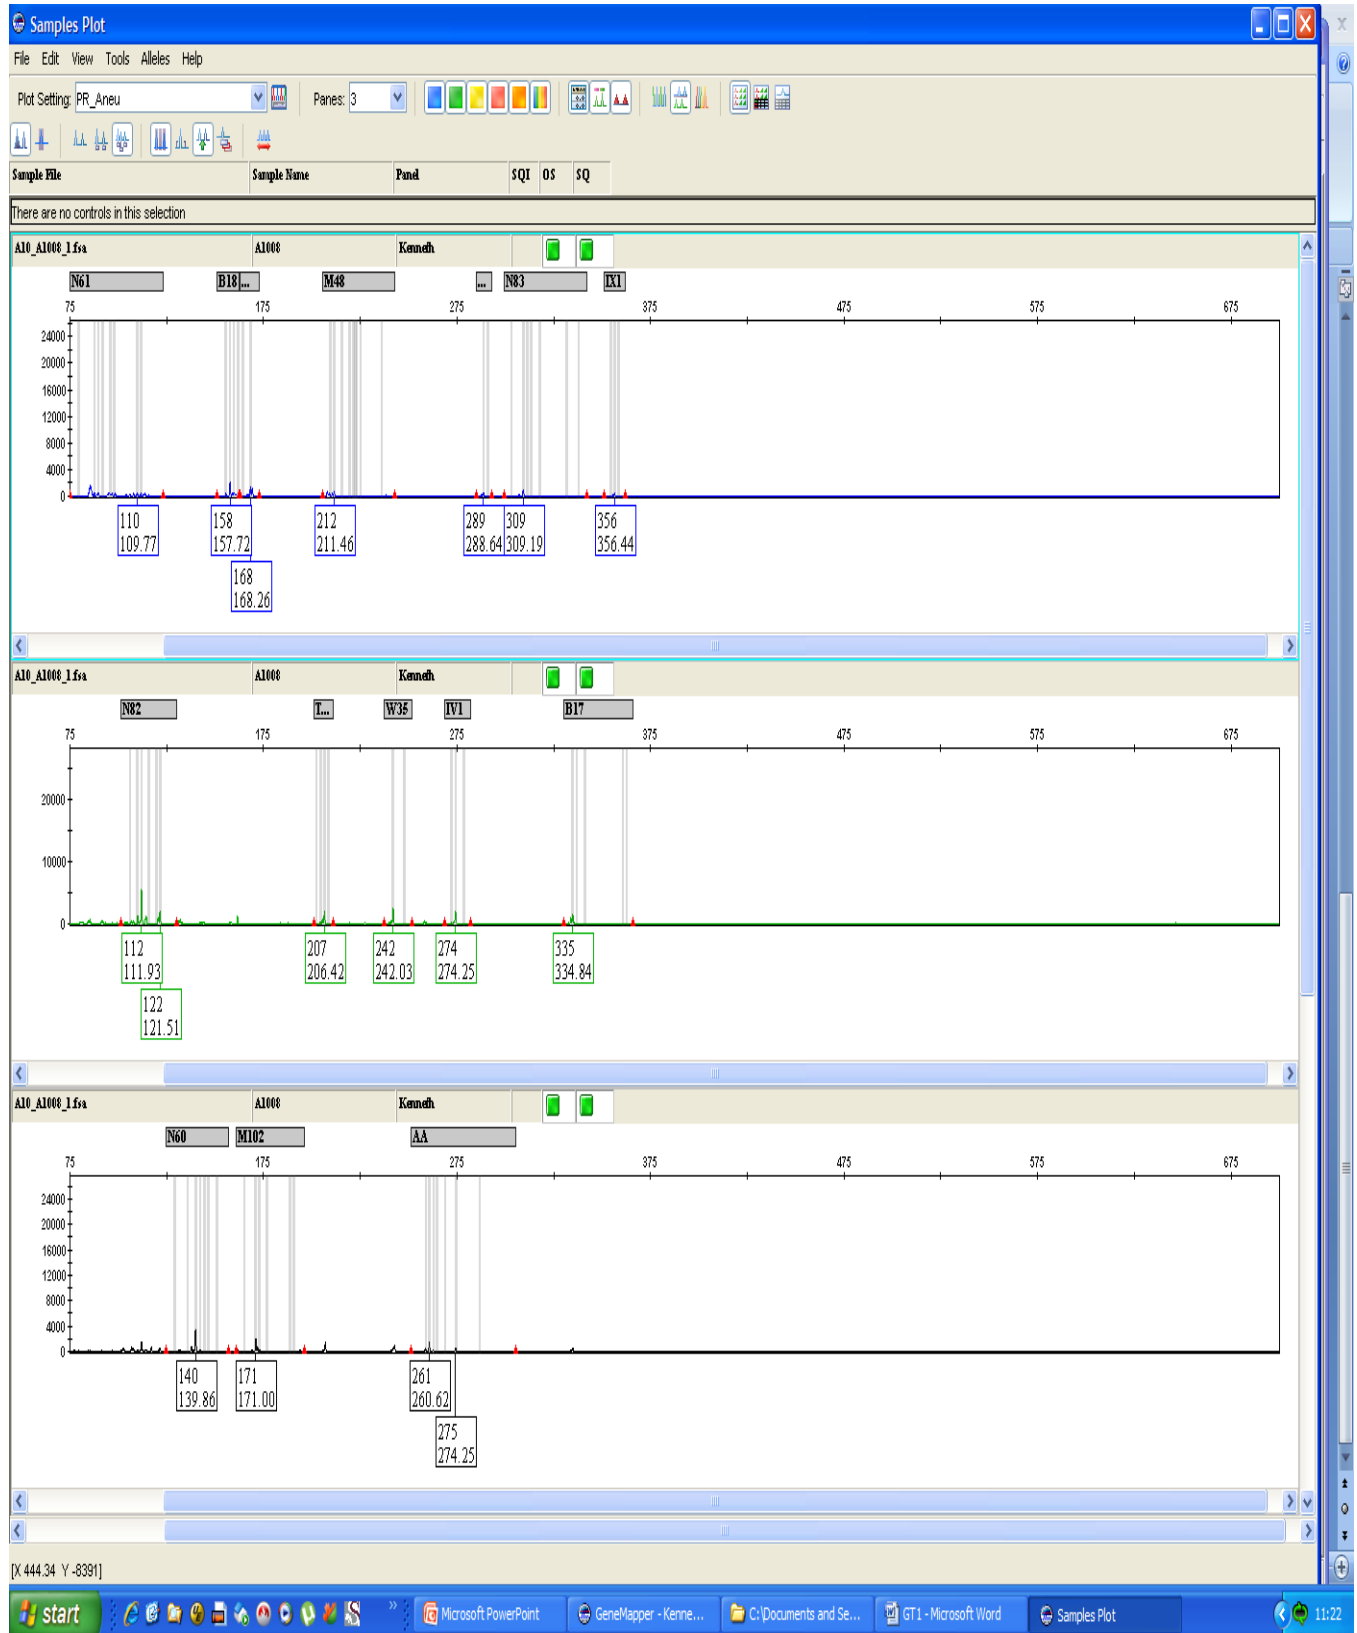 Samples Plot
File Edit View Tools Alleles Help
Plot Setting: PR_Aneu Panes: 3
Sample File Sample Name Panel SQI OS SQ
There are no controls in this selection
A10_A1008_1.fsa A1008 Kenneth
N61 B18 ... M48 ... N83 IX1
75 175 275 375 475 575 675
24000
20000
16000
12000
8000
4000
0
110 158 212 289 309 356
109.77 157.72 211.46 288.64 309.19 356.44
168
168.26
A10_A1008_1.fsa A1008 Kenneth
N82 T... W35 IV1 B17
75 175 275 375 475 575 675
20000
10000
0
112 207 242 274 335
111.93 206.42 242.03 274.25 334.84
122
121.51
A10_A1008_1.fsa A1008 Kenneth
N60 M102 AA
75 175 275 375 475 575 675
24000
20000
16000
12000
8000
4000
0
140 171 261
139.86 171.00 260.62
275
274.25
[X 444.34 Y -8391]
start Microsoft PowerPoint GeneMapper - Kenne... C:\Documents and Se... GT1 - Microsoft Word Samples Plot 11:22